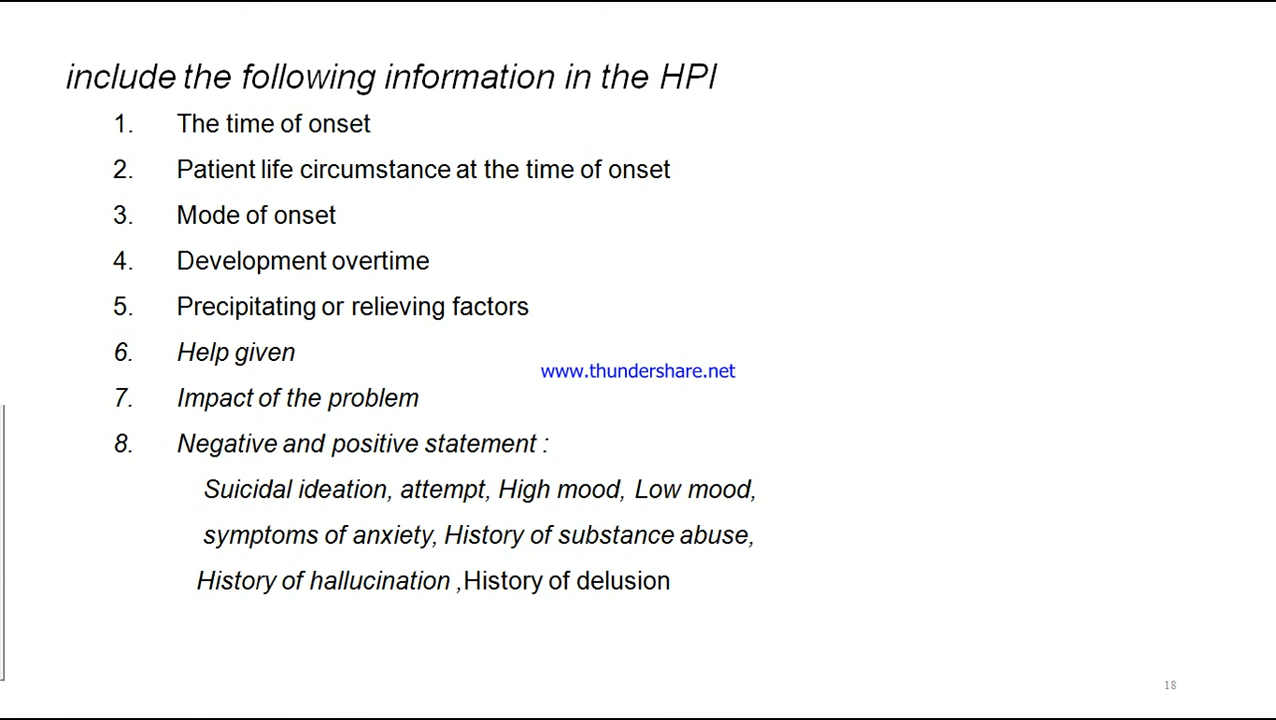 include the following information in the HPI
1. The time of onset
2. Patient life circumstance at the time of onset
3. Mode of onset
4. Development overtime
5. Precipitating or relieving factors
6. Help given
www.thundershare.net
7. Impact of the problem
8. Negative and positive statement :
Suicidal ideation, attempt, High mood, Low mood,
symptoms of anxiety, History of substance abuse,
History of hallucination ,History of delusion
18